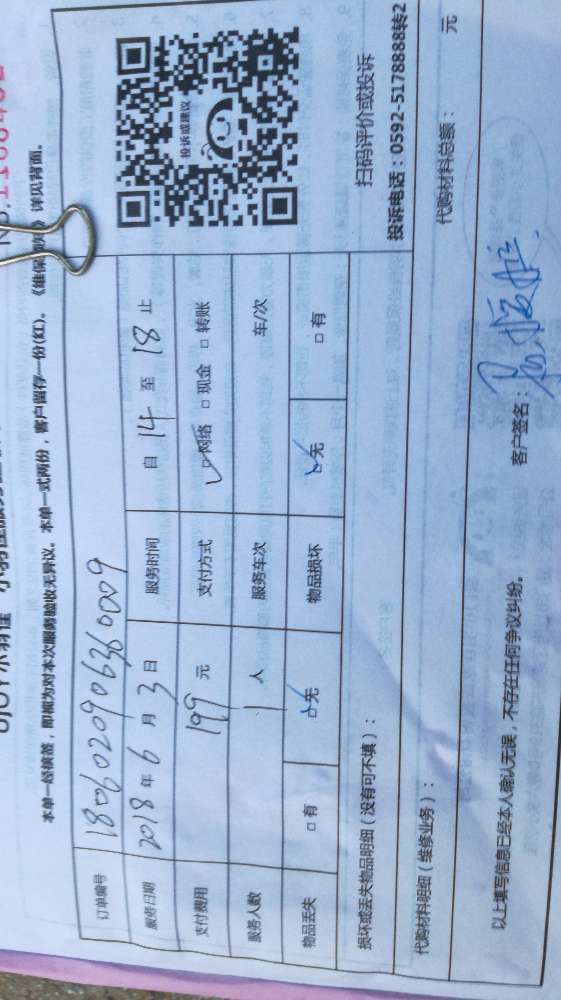 本单一经核签，即视为对本次服务验收无异议。本单一式两份，客户留存一份(红)。《维保 》详见背面。
订单编号 1806020906360009
服务日期 2018 年 6 月 3 日 服务时间 自 14 至 18 止
支付费用 199 元 支付方式 □网络 □现金 □转账
服务人数 1 人 服务车次 车/次
物品丢失 □有 □无 物品损坏 □无 □有
投诉或建议
扫码评价或投诉
投诉电话：0592-5178888转2
损坏或丢失物品明细（没有可不填）：
代购材料明细（维修业务）： 代购材料总额： 元
以上填写信息已经本人确认无误，不存在任何争议纠纷。 客户签名：